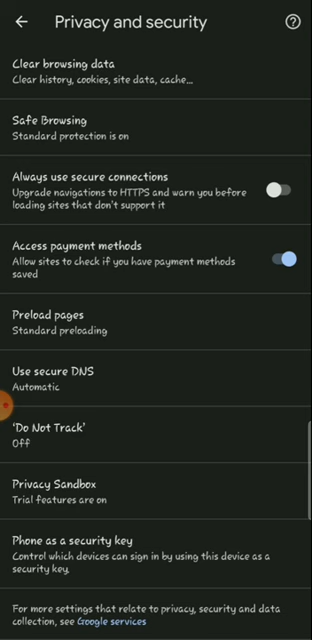 Privacy and security
Clear browsing data
Clear history, cookies, site data, cache...
Safe Browsing
Standard protection is on
Always use secure connections
Upgrade navigations to HTTPS and warn you before
loading sites that don't support it
Access payment methods
Allow sites to check if you have payment methods
saved
Preload pages
Standard preloading
Use secure DNS
Automatic
'Do Not Track'
Off
Privacy Sandbox
Trial features are on
Phone as a security key
Control which devices can sign in by using this device as a
security key.
For more settings that relate to privacy, security and data
collection, see Google services